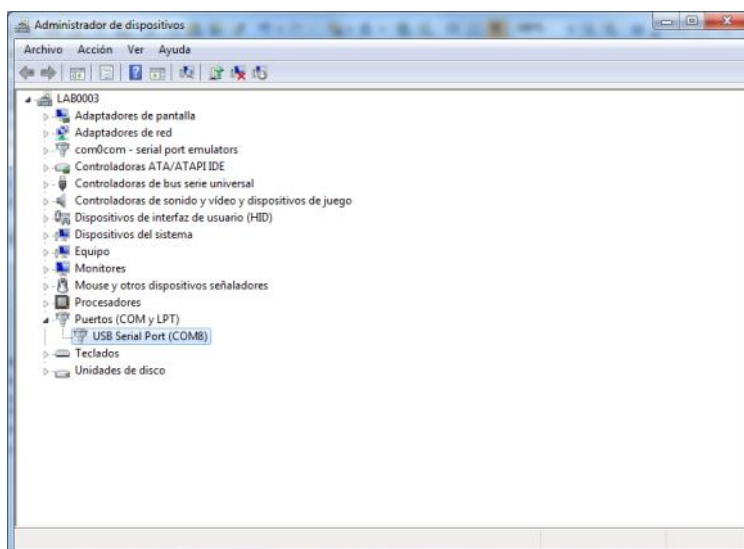 Administrador de dispositivos
Archivo Acción Ver Ayuda
LAB0003
Adaptadores de pantalla
Adaptadores de red
com0com - serial port emulators
Controladoras ATA/ATAPI IDE
Controladoras de bus serie universal
Controladoras de sonido y vídeo y dispositivos de juego
Dispositivos de interfaz de usuario (HID)
Dispositivos del sistema
Equipo
Monitores
Mouse y otros dispositivos señaladores
Procesadores
Puertos (COM y LPT)
USB Serial Port (COM8)
Teclados
Unidades de disco